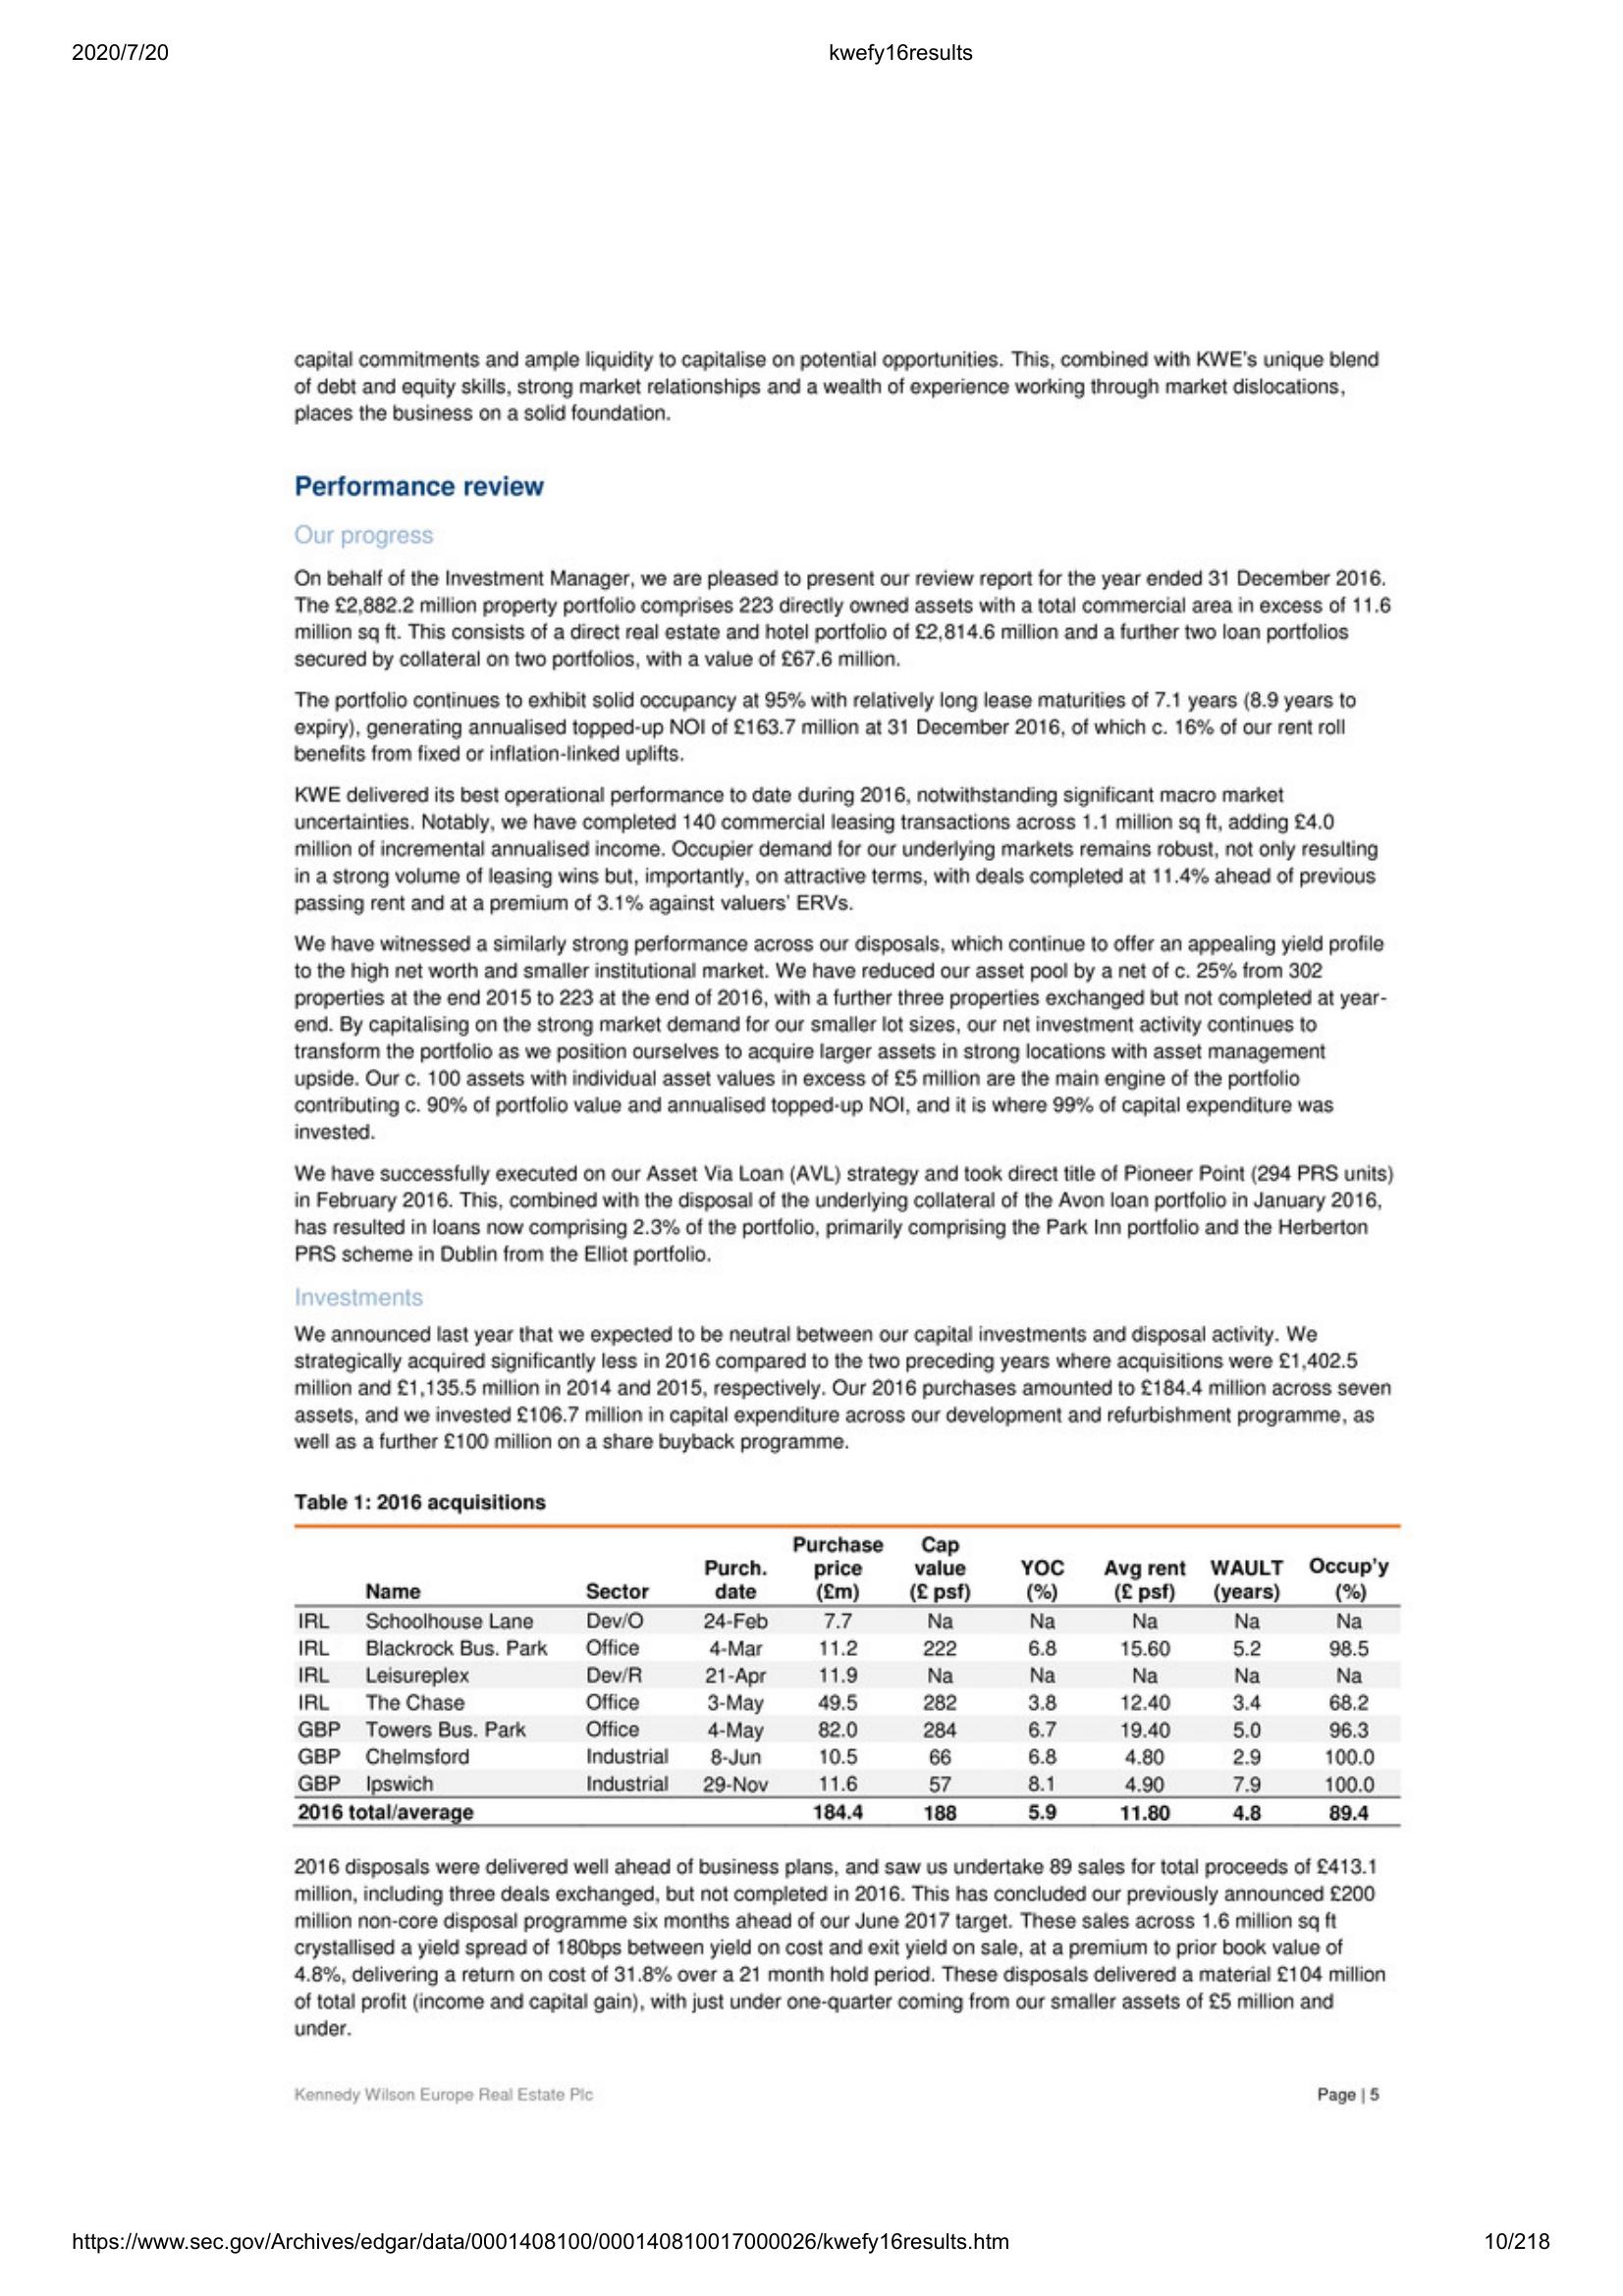 2020/7/20 kwefy16results
capital commitments and ample liquidity to capitalise on potential opportunities. This, combined with KWE's unique blend
of debt and equity skills, strong market relationships and a wealth of experience working through market dislocations,
places the business on a solid foundation.
Performance review
Our progress
On behalf of the Investment Manager, we are pleased to present our review report for the year ended 31 December 2016.
The £2,882.2 million property portfolio comprises 223 directly owned assets with a total commercial area in excess of 11.6
million sq ft. This consists of a direct real estate and hotel portfolio of £2,814.6 million and a further two loan portfolios
secured by collateral on two portfolios, with a value of £67.6 million.
The portfolio continues to exhibit solid occupancy at 95% with relatively long lease maturities of 7.1 years (8.9 years to
expiry), generating annualised topped-up NOI of £163.7 million at 31 December 2016, of which c. 16% of our rent roll
benefits from fixed or inflation-linked uplifts.
KWE delivered its best operational performance to date during 2016, notwithstanding significant macro market
uncertainties. Notably, we have completed 140 commercial leasing transactions across 1.1 million sq ft, adding £4.0
million of incremental annualised income. Occupier demand for our underlying markets remains robust, not only resulting
in a strong volume of leasing wins but, importantly, on attractive terms, with deals completed at 11.4% ahead of previous
passing rent and at a premium of 3.1% against valuers' ERVs.
We have witnessed a similarly strong performance across our disposals, which continue to offer an appealing yield profile
to the high net worth and smaller institutional market. We have reduced our asset pool by a net of c. 25% from 302
properties at the end 2015 to 223 at the end of 2016, with a further three properties exchanged but not completed at year-
end. By capitalising on the strong market demand for our smaller lot sizes, our net investment activity continues to
transform the portfolio as we position ourselves to acquire larger assets in strong locations with asset management
upside. Our c. 100 assets with individual asset values in excess of £5 million are the main engine of the portfolio
contributing c. 90% of portfolio value and annualised topped-up NOI, and it is where 99% of capital expenditure was
invested.
We have successfully executed on our Asset Via Loan (AVL) strategy and took direct title of Pioneer Point (294 PRS units)
in February 2016. This, combined with the disposal of the underlying collateral of the Avon loan portfolio in January 2016,
has resulted in loans now comprising 2.3% of the portfolio, primarily comprising the Park Inn portfolio and the Herberton
PRS scheme in Dublin from the Elliot portfolio.
Investments
We announced last year that we expected to be neutral between our capital investments and disposal activity. We
strategically acquired significantly less in 2016 compared to the two preceding years where acquisitions were £1,402.5
million and £1,135.5 million in 2014 and 2015, respectively. Our 2016 purchases amounted to £184.4 million across seven
assets, and we invested £106.7 million in capital expenditure across our development and refurbishment programme, as
well as a further £100 million on a share buyback programme.
Table 1: 2016 acquisitions
Purchase Cap
Purch. price value YOC Avg rent WAULT Occup'y
Name Sector date (£m) (£ psf) (%) (£ psf) (years) (%)
IRL Schoolhouse Lane Dev/O 24-Feb 7.7 Na Na Na Na Na
IRL Blackrock Bus. Park Office 4-Mar 11.2 222 6.8 15.60 5.2 98.5
IRL Leisureplex Dev/R 21-Apr 11.9 Na Na Na Na Na
IRL The Chase Office 3-May 49.5 282 3.8 12.40 3.4 68.2
GBP Towers Bus. Park Office 4-May 82.0 284 6.7 19.40 5.0 96.3
GBP Chelmsford Industrial 8-Jun 10.5 66 6.8 4.80 2.9 100.0
GBP Ipswich Industrial 29-Nov 11.6 57 8.1 4.90 7.9 100.0
2016 total/average 184.4 188 5.9 11.80 4.8 89.4
2016 disposals were delivered well ahead of business plans, and saw us undertake 89 sales for total proceeds of £413.1
million, including three deals exchanged, but not completed in 2016. This has concluded our previously announced £200
million non-core disposal programme six months ahead of our June 2017 target. These sales across 1.6 million sq ft
crystallised a yield spread of 180bps between yield on cost and exit yield on sale, at a premium to prior book value of
4.8%, delivering a return on cost of 31.8% over a 21 month hold period. These disposals delivered a material £104 million
of total profit (income and capital gain), with just under one-quarter coming from our smaller assets of £5 million and
under.
Kennedy Wilson Europe Real Estate Plc Page | 5
https://www.sec.gov/Archives/edgar/data/0001408100/000140810017000026/kwefy16results.htm 10/218